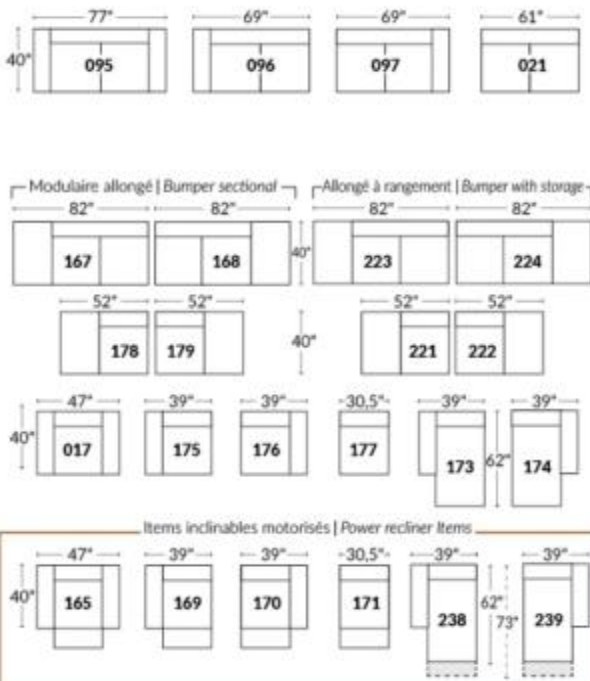 77" 69" 69" 61"
40" 095 096 097 021
Modulaire allongé | Bumper sectional Allongé à rangement | Bumper with storage
82" 82" 82" 82"
167 168 40" 223 224
52" 52" 52" 52"
178 179 40" 221 222
47" 39" 39" 30,5" 39" 39"
40" 017 175 176 177 173 62" 174
Items inclinables motorisés | Power recliner Items
47" 39" 39" 30,5" 39" 39"
40" 165 169 170 171 238 62" 73" 239